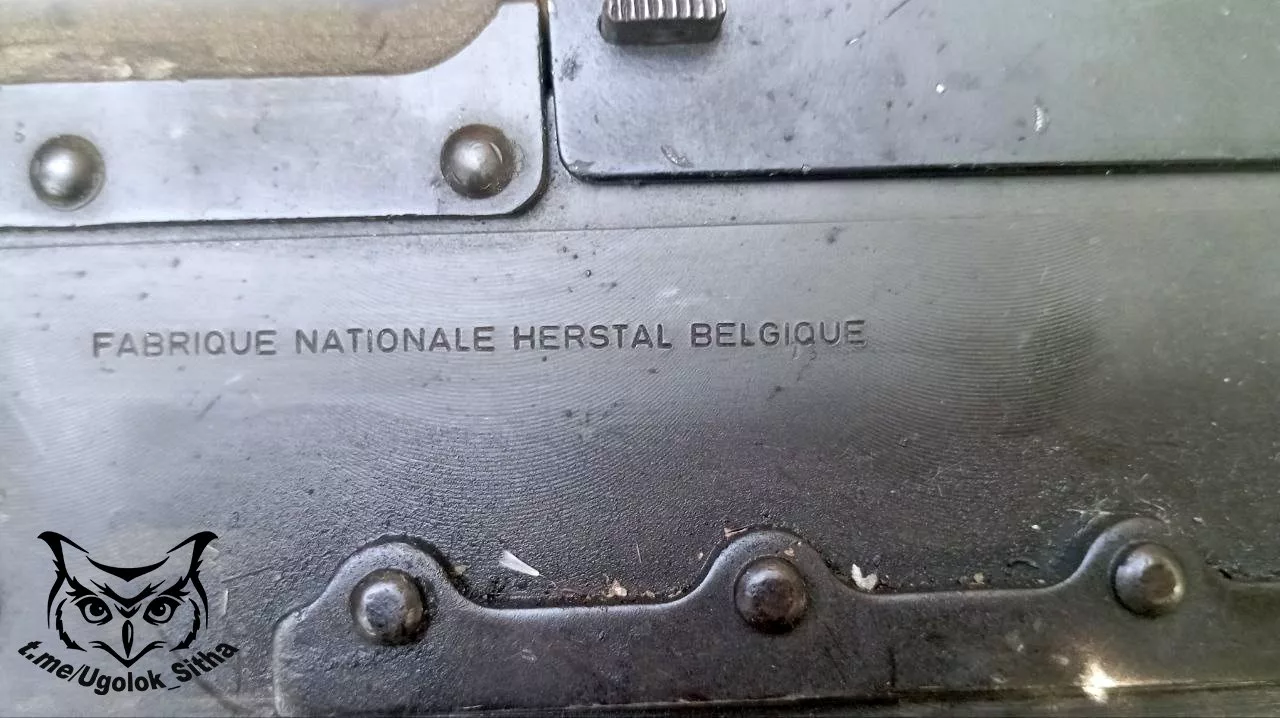 FABRIQUE NATIONALE HERSTAL BELGIQUE
t.me/Ugolok_Sitha